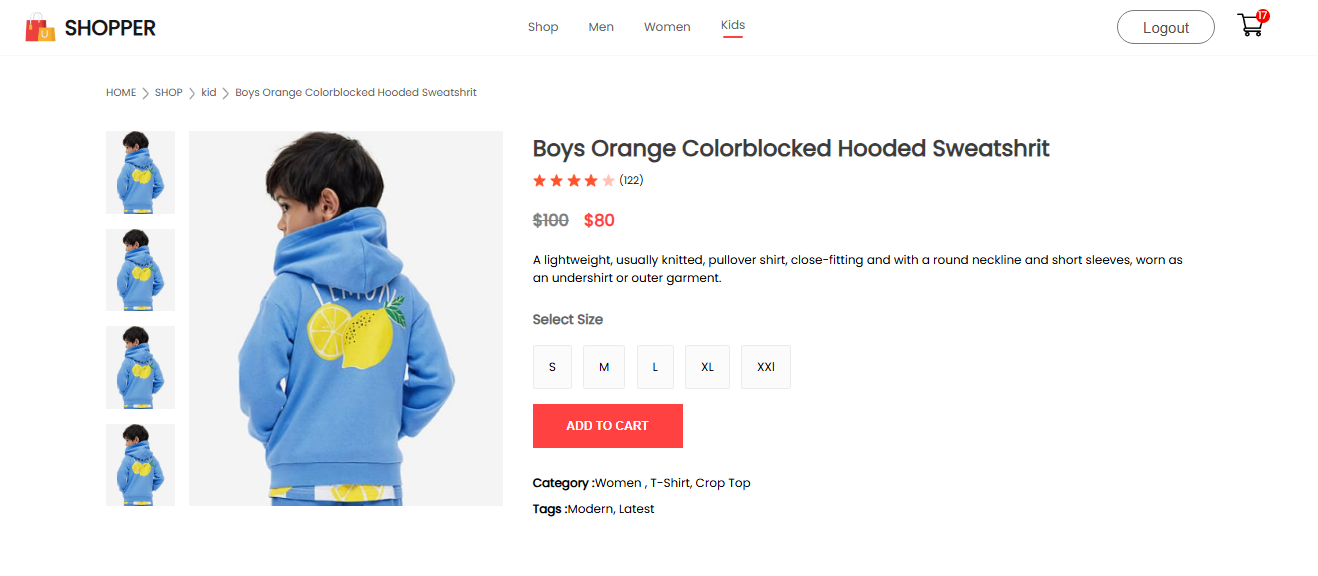 SHOPPER
Shop Men Women Kids
Logout
17
HOME SHOP kid Boys Orange Colorblocked Hooded Sweatshrit
LEMON
Boys Orange Colorblocked Hooded Sweatshrit
(122)
$100 $80
A lightweight, usually knitted, pullover shirt, close-fitting and with a round neckline and short sleeves, worn as
an undershirt or outer garment.
Select Size
S M L XL XXl
ADD TO CART
Category :Women , T-Shirt, Crop Top
Tags :Modern, Latest